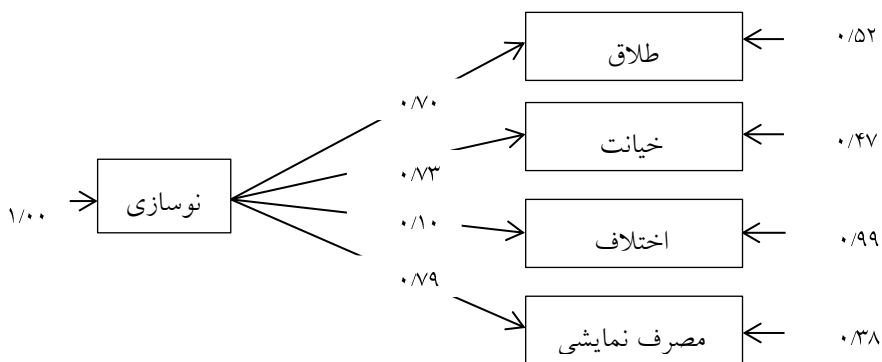 طلاق
۰/۵۲
۰/۷۰
خیانت
۰/۴۷
۰/۷۳
نوسازی
۱/۰۰
۰/۱۰
اختلاف
۰/۹۹
۰/۷۹
مصرف نمایشی
۰/۳۸